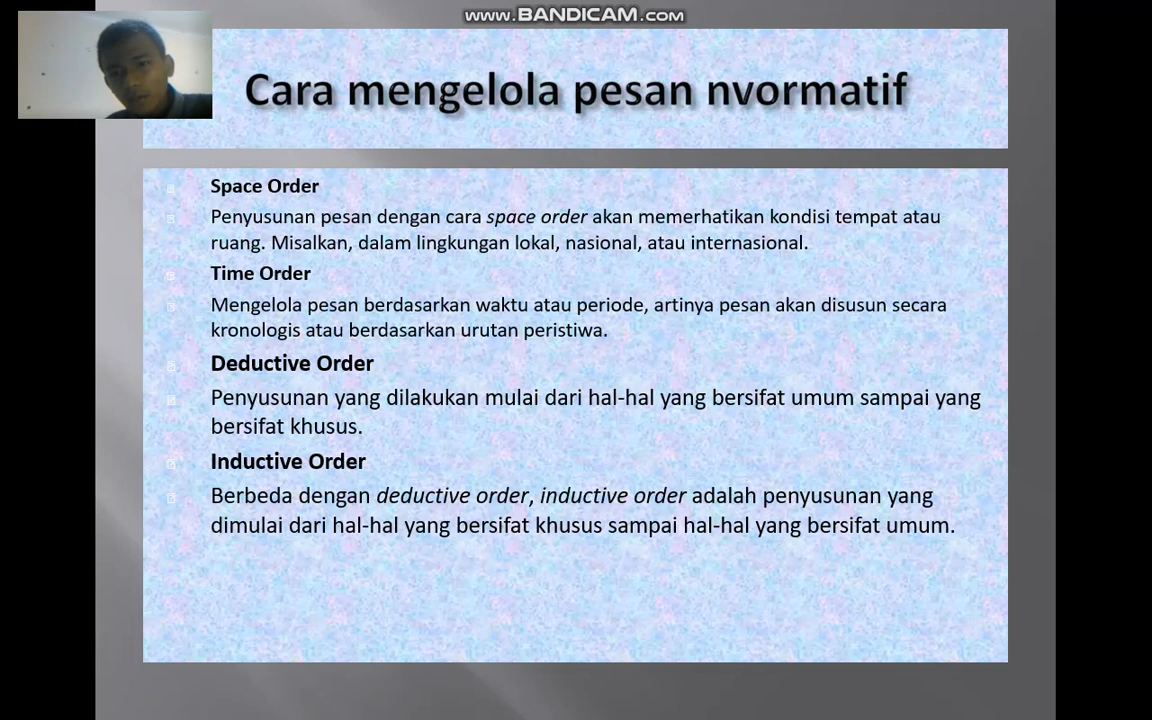 WWW.BANDICAM.COM
Cara mengelola pesan nvormatif
Space Order
Penyusunan pesan dengan cara space order akan memerhatikan kondisi tempat atau
ruang. Misalkan, dalam lingkungan lokal, nasional, atau internasional.
Time Order
Mengelola pesan berdasarkan waktu atau periode, artinya pesan akan disusun secara
kronologis atau berdasarkan urutan peristiwa.
Deductive Order
Penyusunan yang dilakukan mulai dari hal-hal yang bersifat umum sampai yang
bersifat khusus.
Inductive Order
Berbeda dengan deductive order, inductive order adalah penyusunan yang
dimulai dari hal-hal yang bersifat khusus sampai hal-hal yang bersifat umum.